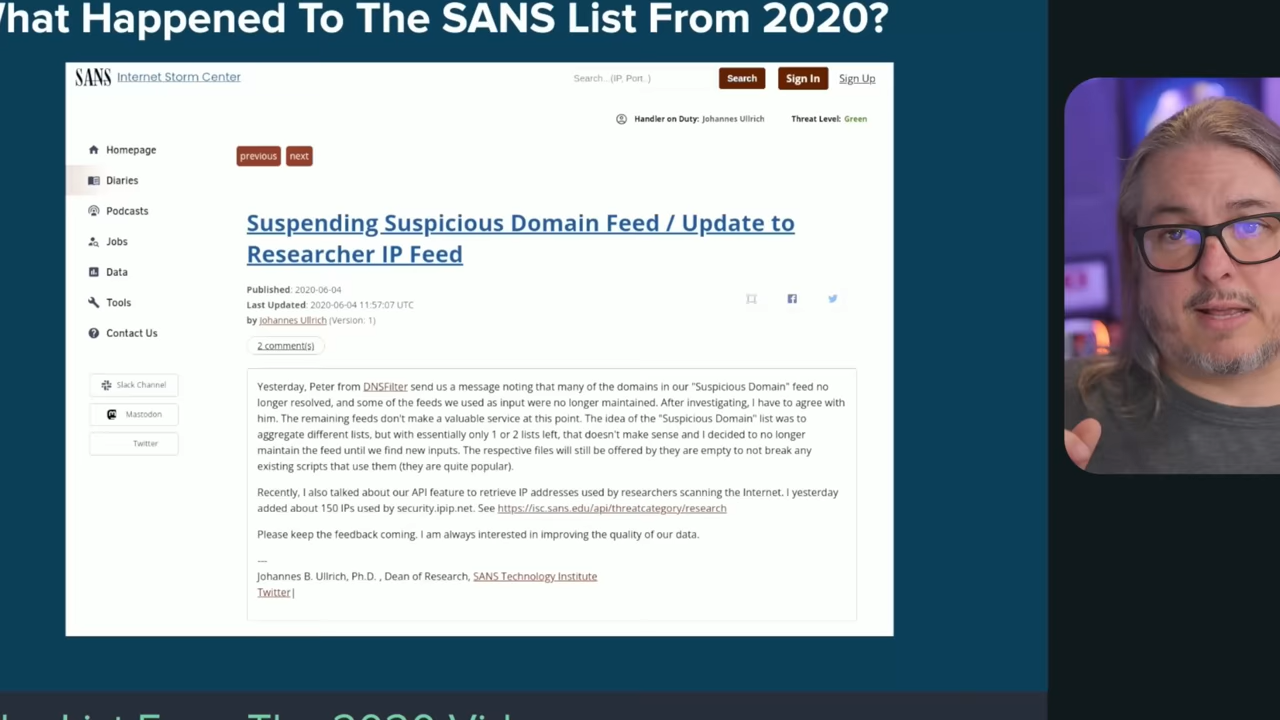 hat Happened To The SANS List From 2020?
SANS Internet Storm Center
Search...(IP, Port..)
Search
Sign In
Sign Up
Handler on Duty: Johannes Ullrich
Threat Level: Green
Homepage
Diaries
Podcasts
Jobs
Data
Tools
Contact Us
Slack Channel
Mastodon
Twitter
previous
next
Suspending Suspicious Domain Feed / Update to
Researcher IP Feed
Published: 2020-06-04
Last Updated: 2020-06-04 11:57:07 UTC
by Johannes Ullrich (Version: 1)
2 comment(s)
Yesterday, Peter from DNSFilter send us a message noting that many of the domains in our "Suspicious Domain" feed no
longer resolved, and some of the feeds we used as input were no longer maintained. After investigating, I have to agree with
him. The remaining feeds don't make a valuable service at this point. The idea of the "Suspicious Domain" list was to
aggregate different lists, but with essentially only 1 or 2 lists left, that doesn't make sense and I decided to no longer
maintain the feed until we find new inputs. The respective files will still be offered by they are empty to not break any
existing scripts that use them (they are quite popular).
Recently, I also talked about our API feature to retrieve IP addresses used by researchers scanning the Internet. I yesterday
added about 150 IPs used by security.ipip.net. See https://isc.sans.edu/api/threatcategory/research
Please keep the feedback coming. I am always interested in improving the quality of our data.
---
Johannes B. Ullrich, Ph.D. , Dean of Research, SANS Technology Institute
Twitter|
List From The 2020